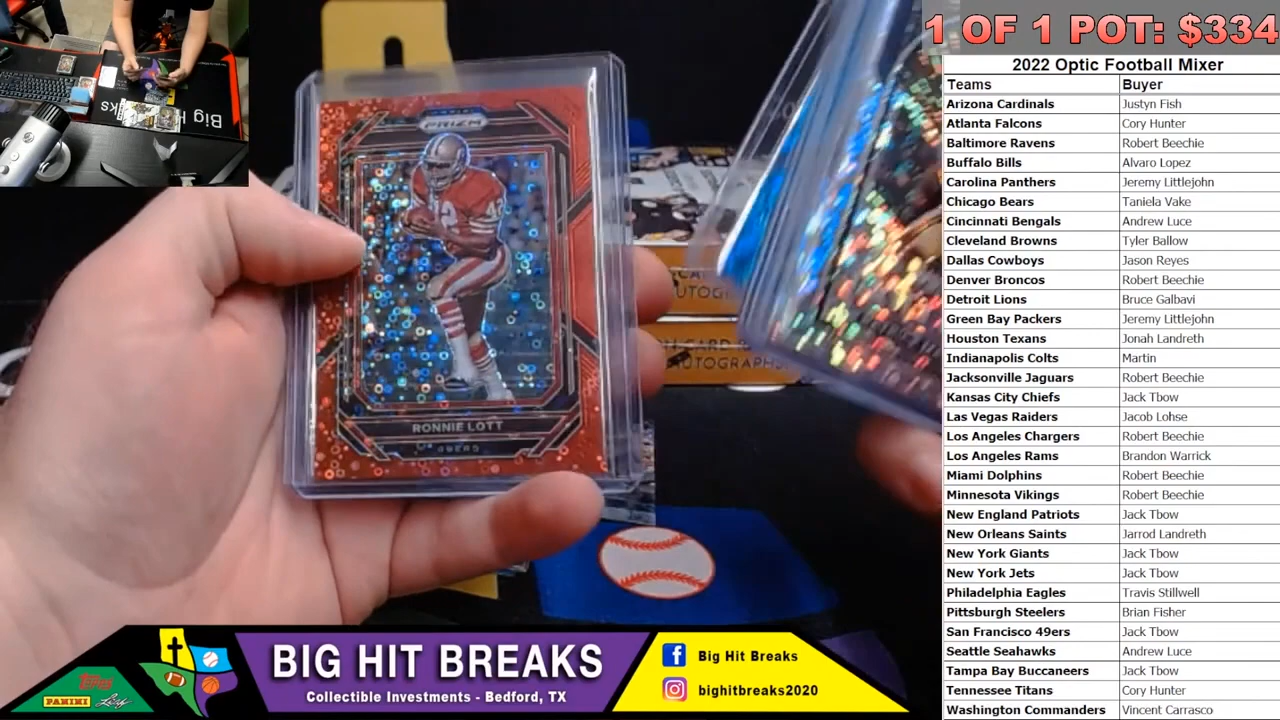 1 OF 1 POT: $334
2022 Optic Football Mixer
Teams Buyer
Arizona Cardinals Justyn Fish
Atlanta Falcons Cory Hunter
Baltimore Ravens Robert Beechie
Buffalo Bills Alvaro Lopez
Carolina Panthers Jeremy Littlejohn
Chicago Bears Taniela Vake
Cincinnati Bengals Andrew Luce
Cleveland Browns Tyler Ballow
Dallas Cowboys Jason Reyes
Denver Broncos Robert Beechie
Detroit Lions Bruce Galbavi
Green Bay Packers Jeremy Littlejohn
Houston Texans Jonah Landreth
Indianapolis Colts Martin
Jacksonville Jaguars Robert Beechie
Kansas City Chiefs Jack Tbow
Las Vegas Raiders Jacob Lohse
Los Angeles Chargers Robert Beechie
Los Angeles Rams Brandon Warrick
Miami Dolphins Robert Beechie
Minnesota Vikings Robert Beechie
New England Patriots Jack Tbow
New Orleans Saints Jarrod Landreth
New York Giants Jack Tbow
New York Jets Jack Tbow
Philadelphia Eagles Travis Stillwell
Pittsburgh Steelers Brian Fisher
San Francisco 49ers Jack Tbow
Seattle Seahawks Andrew Luce
Tampa Bay Buccaneers Jack Tbow
Tennessee Titans Cory Hunter
Washington Commanders Vincent Carrasco
Big Hi
PRIZM
42
RONNIE LOTT
49ERS
AUTOGRAPHS
BIG HIT BREAKS
Collectible Investments - Bedford, TX
Big Hit Breaks
bighitbreaks2020
Topps
PANINI
Leaf